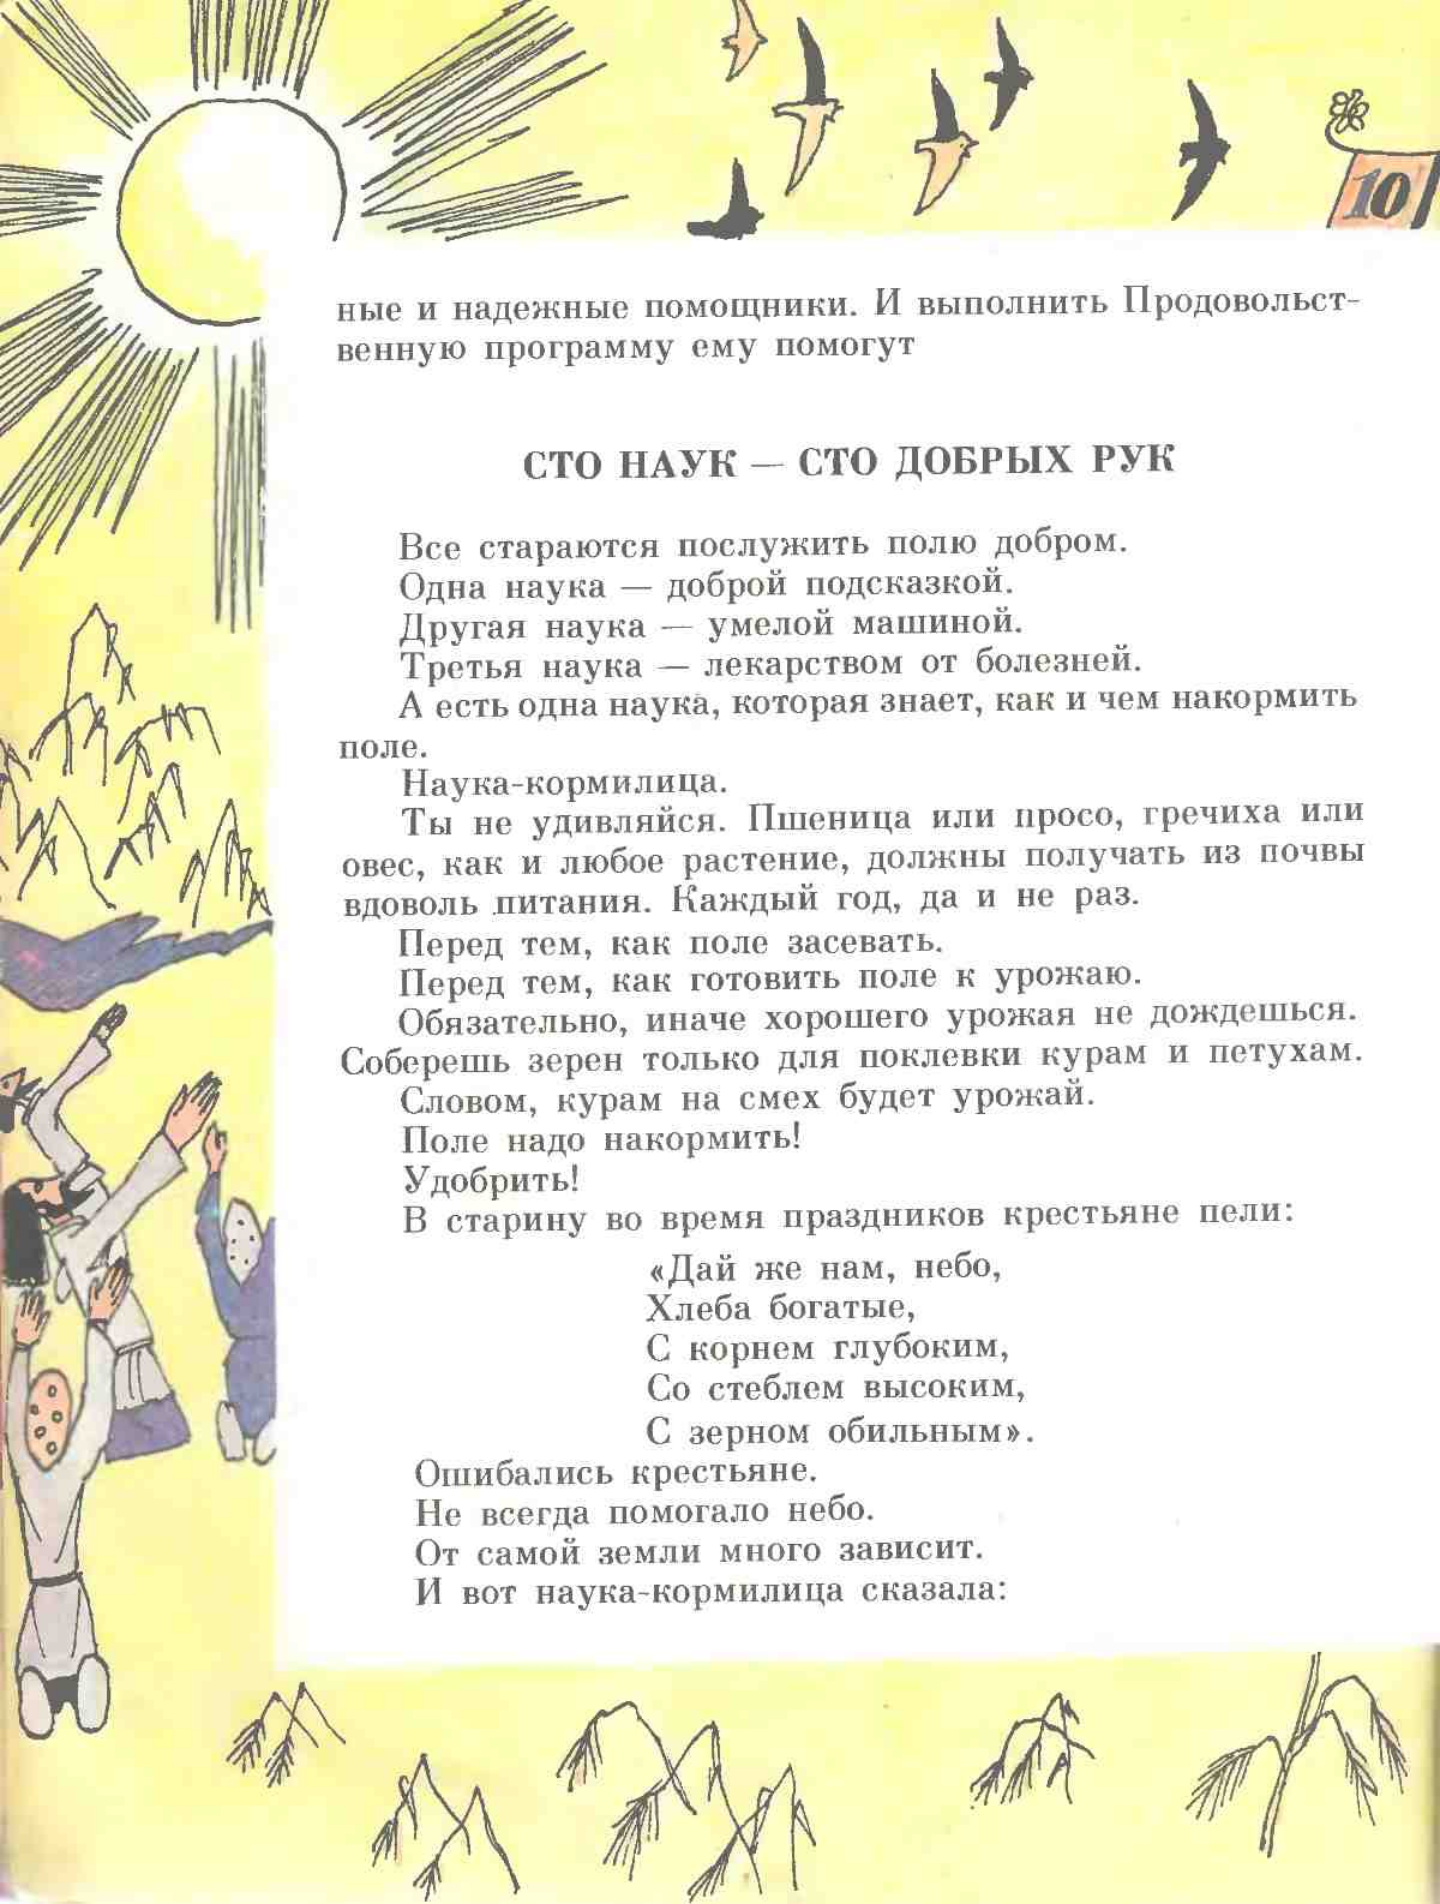 10
ные и надежные помощники. И выполнить Продовольст-
венную программу ему помогут
СТО НАУК — СТО ДОБРЫХ РУК
Все стараются послужить полю добром.
Одна наука — доброй подсказкой.
Другая наука — умелой машиной.
Третья наука — лекарством от болезней.
А есть одна наука, которая знает, как и чем накормить
поле.
Наука-кормилица.
Ты не удивляйся. Пшеница или просо, гречиха или
овес, как и любое растение, должны получать из почвы
вдоволь питания. Каждый год, да и не раз.
Перед тем, как поле засевать.
Перед тем, как готовить поле к урожаю.
Обязательно, иначе хорошего урожая не дождешься.
Соберешь зерен только для поклевки курам и петухам.
Словом, курам на смех будет урожай.
Поле надо накормить!
Удобрить!
В старину во время праздников крестьяне пели:
«Дай же нам, небо,
Хлеба богатые,
С корнем глубоким,
Со стеблем высоким,
С зерном обильным».
Ошибались крестьяне.
Не всегда помогало небо.
От самой земли много зависит.
И вот наука-кормилица сказала: